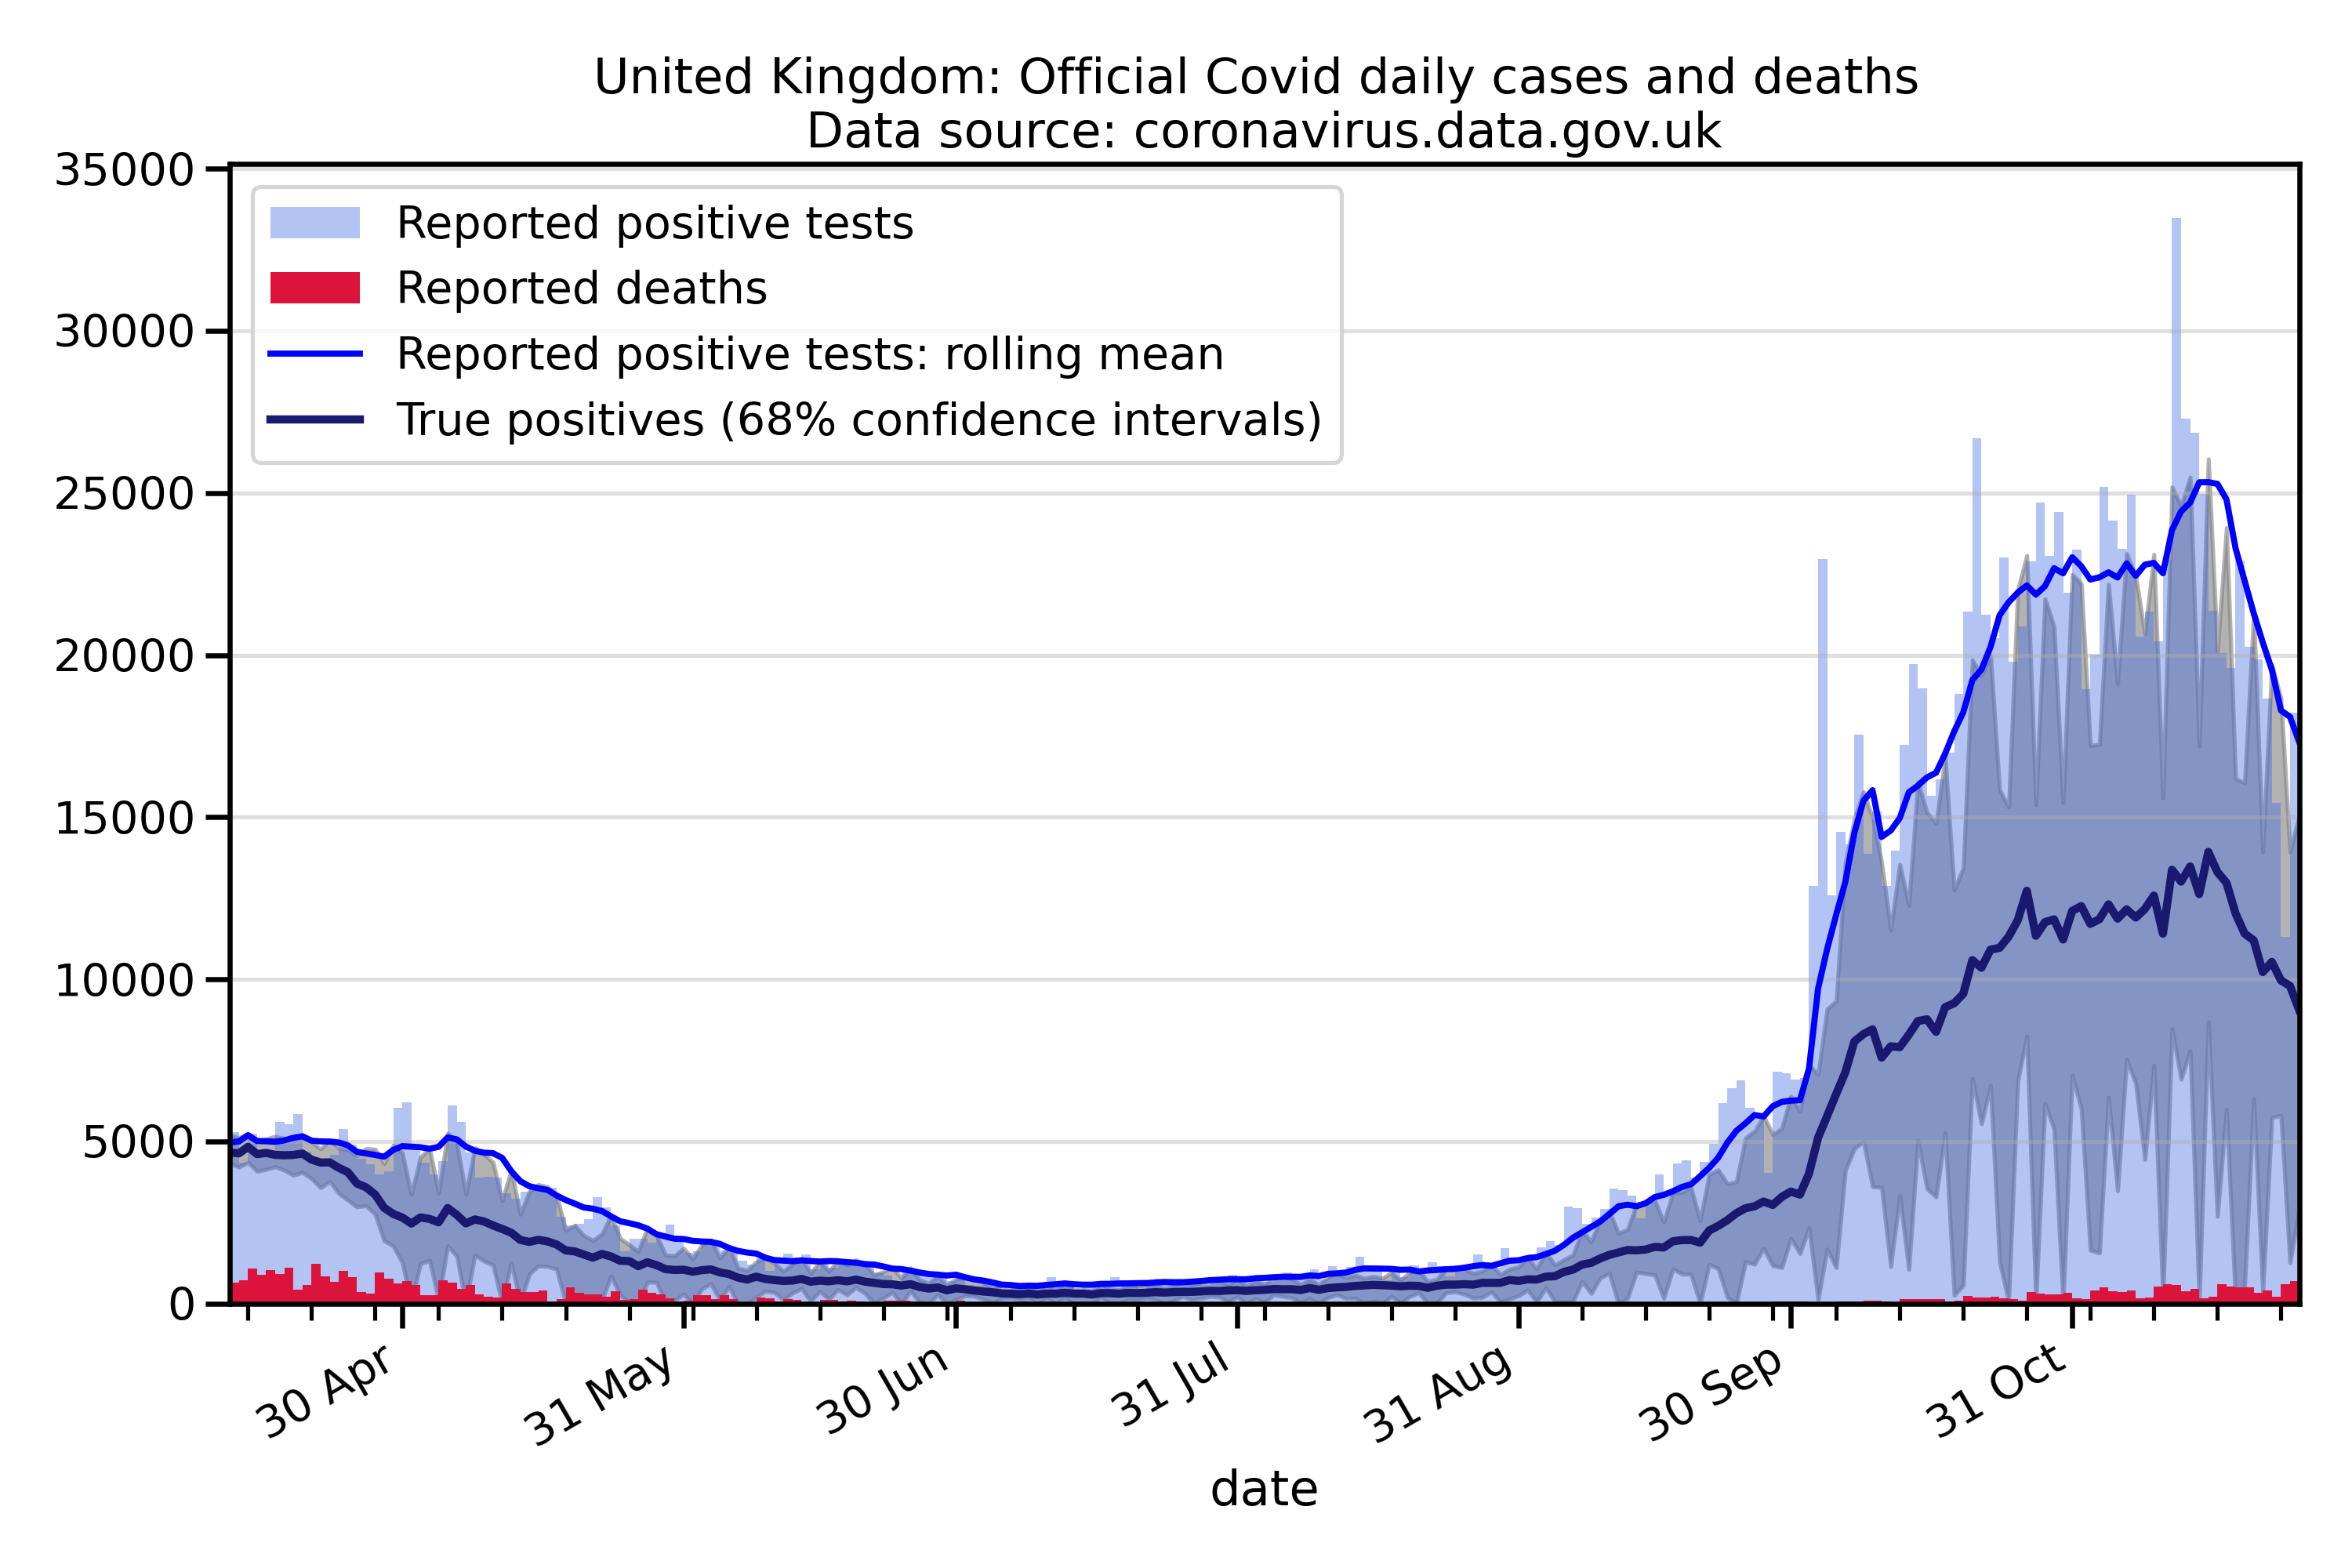 United Kingdom: Official Covid daily cases and deaths
Data source: coronavirus.data.gov.uk
35000
30000
25000
20000
15000
10000
5000
0
Reported positive tests
Reported deaths
Reported positive tests: rolling mean
True positives (68% confidence intervals)
30 Apr
31 May
30 Jun
31 Jul
31 Aug
30 Sep
31 Oct
date